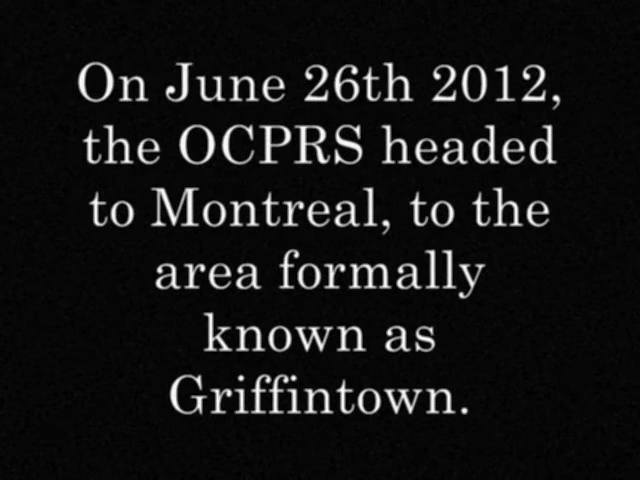 On June 26th 2012,
the OCPRS headed
to Montreal, to the
area formally
known as
Griffintown.